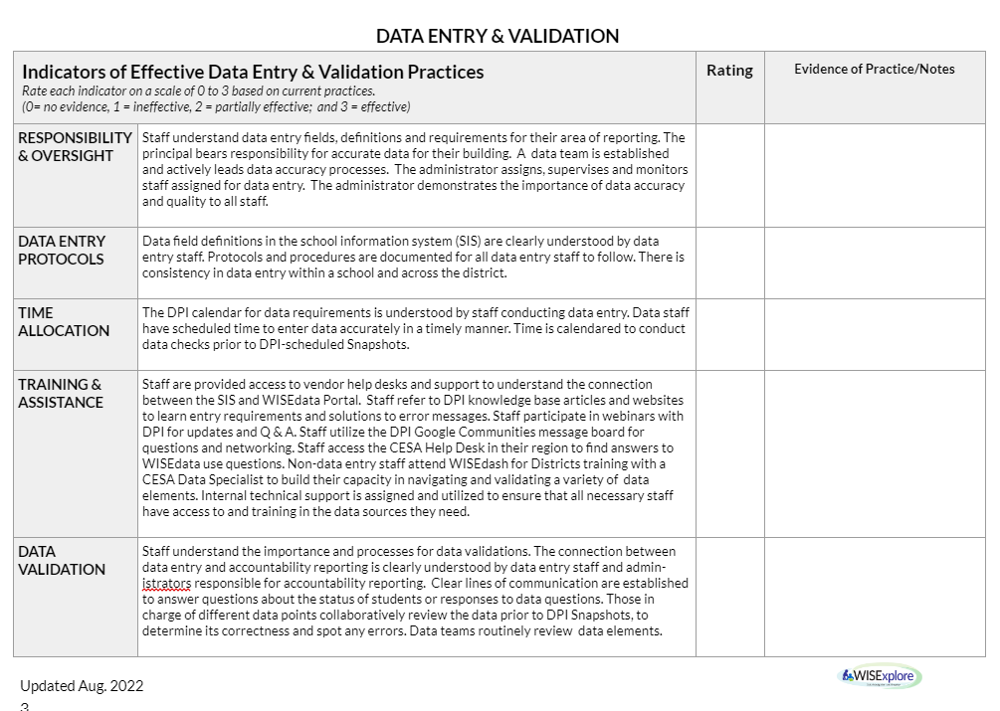 DATA ENTRY & VALIDATION
Indicators of Effective Data Entry & Validation Practices
Rate each indicator on a scale of 0 to 3 based on current practices.
(0= no evidence, 1 = ineffective, 2 = partially effective; and 3 = effective)
Rating
Evidence of Practice/Notes
RESPONSIBILITY
& OVERSIGHT
Staff understand data entry fields, definitions and requirements for their area of reporting. The
principal bears responsibility for accurate data for their building. A data team is established
and actively leads data accuracy processes. The administrator assigns, supervises and monitors
staff assigned for data entry. The administrator demonstrates the importance of data accuracy
and quality to all staff.
DATA ENTRY
PROTOCOLS
Data field definitions in the school information system (SIS) are clearly understood by data
entry staff. Protocols and procedures are documented for all data entry staff to follow. There is
consistency in data entry within a school and across the district.
TIME
ALLOCATION
The DPI calendar for data requirements is understood by staff conducting data entry. Data staff
have scheduled time to enter data accurately in a timely manner. Time is calendared to conduct
data checks prior to DPI-scheduled Snapshots.
TRAINING &
ASSISTANCE
Staff are provided access to vendor help desks and support to understand the connection
between the SIS and WISEdata Portal. Staff refer to DPI knowledge base articles and websites
to learn entry requirements and solutions to error messages. Staff participate in webinars with
DPI for updates and Q & A. Staff utilize the DPI Google Communities message board for
questions and networking. Staff access the CESA Help Desk in their region to find answers to
WISEdata use questions. Non-data entry staff attend WISEdash for Districts training with a
CESA Data Specialist to build their capacity in navigating and validating a variety of data
elements. Internal technical support is assigned and utilized to ensure that all necessary staff
have access to and training in the data sources they need.
DATA
VALIDATION
Staff understand the importance and processes for data validations. The connection between
data entry and accountability reporting is clearly understood by data entry staff and admin-
istrators responsible for accountability reporting. Clear lines of communication are established
to answer questions about the status of students or responses to data questions. Those in
charge of different data points collaboratively review the data prior to DPI Snapshots, to
determine its correctness and spot any errors. Data teams routinely review data elements.
WISExplore
Updated Aug. 2022
3